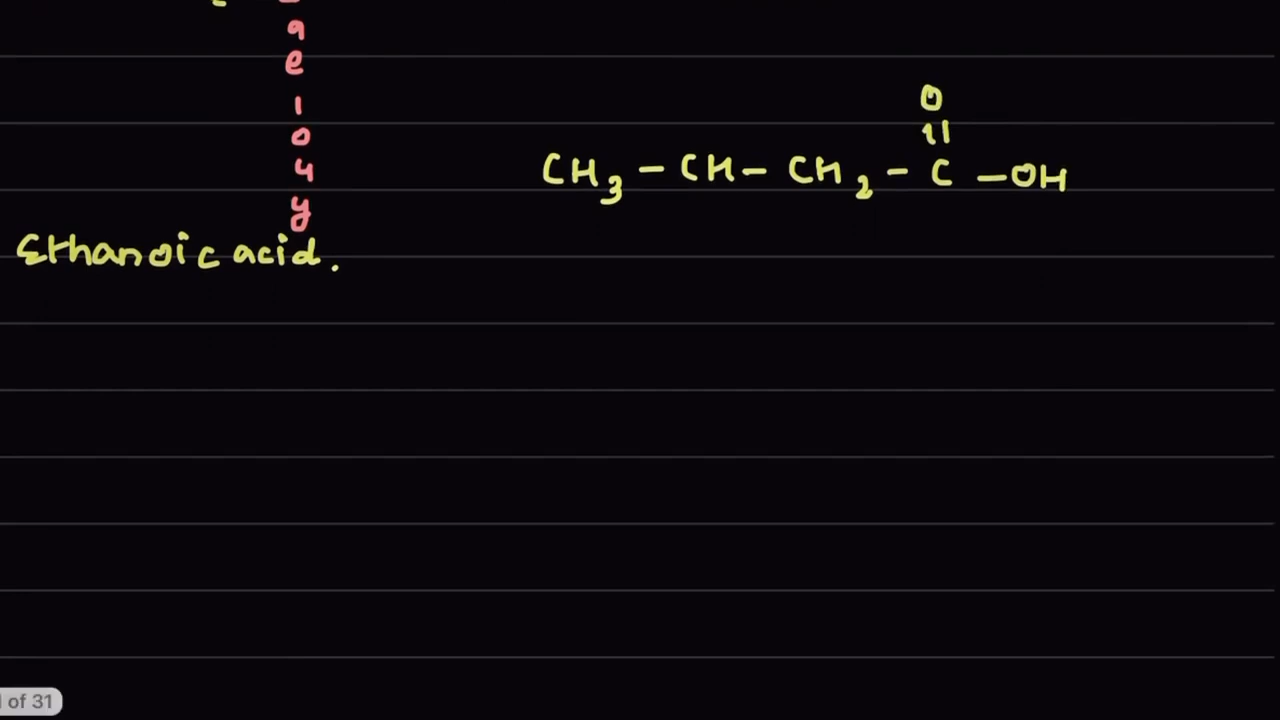 9
e
1
0
4
y
O
||
CH3 – CH – CH2 – C – OH
Ethanoic acid.
of 31